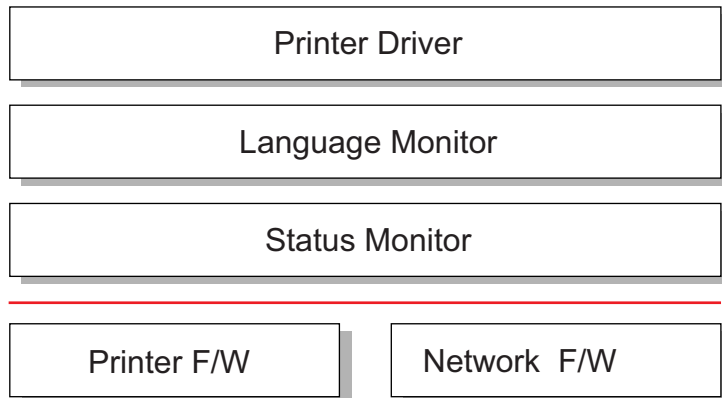 Printer Driver
Language Monitor
Status Monitor
Printer F/W
Network F/W